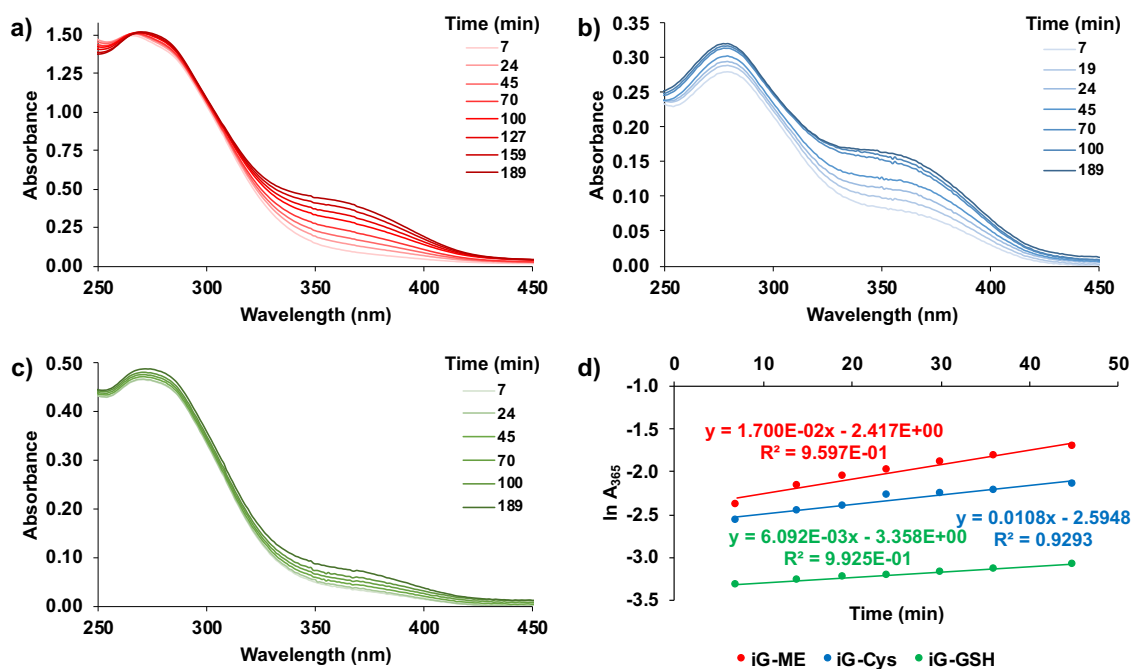 a)
Time (min)
7
24
45
70
100
127
159
189
1.50
1.25
1.00
0.75
0.50
0.25
0.00
Absorbance
250 300 350 400 450
Wavelength (nm)
b)
Time (min)
7
19
24
45
70
100
189
0.35
0.30
0.25
0.20
0.15
0.10
0.05
0.00
Absorbance
250 300 350 400 450
Wavelength (nm)
c)
Time (min)
7
24
45
70
100
189
0.50
0.40
0.30
0.20
0.10
0.00
Absorbance
250 300 350 400 450
Wavelength (nm)
d)
0 10 20 30 40 50
-1.0
-1.5
-2.0
-2.5
-3.0
-3.5
ln A365
y = 1.700E-02x - 2.417E+00
R² = 9.597E-01
y = 0.0108x - 2.5948
R² = 0.9293
y = 6.092E-03x - 3.358E+00
R² = 9.925E-01
Time (min)
iG-ME iG-Cys iG-GSH